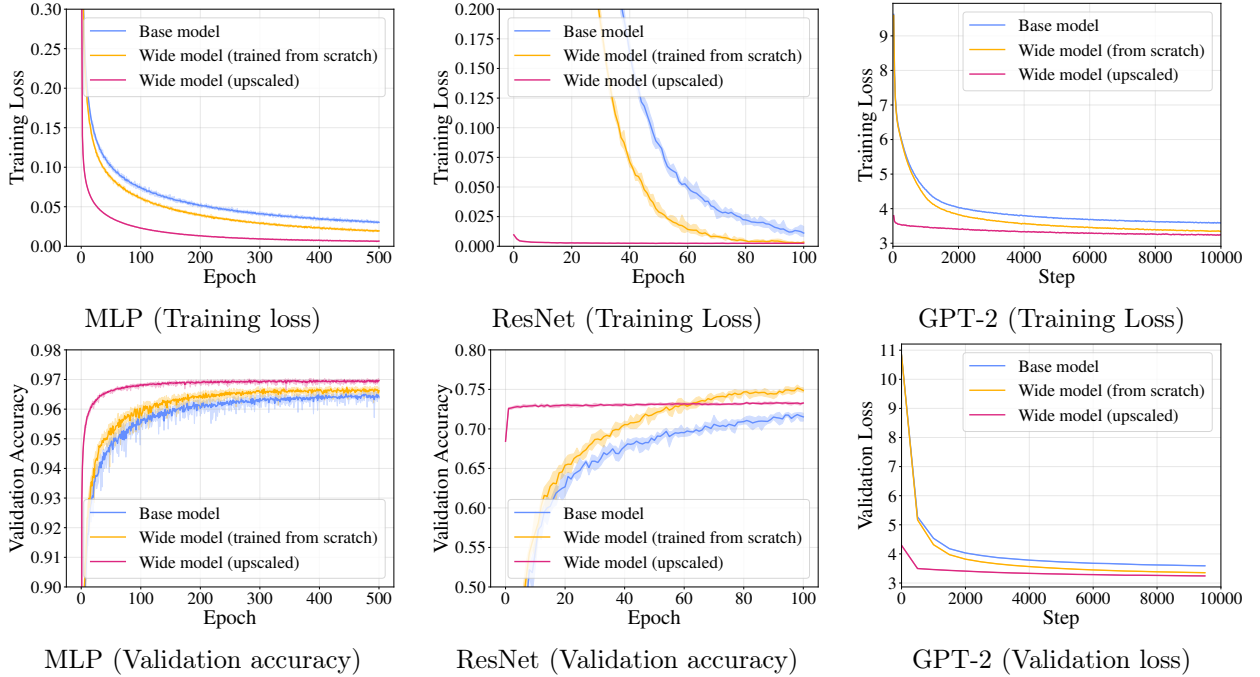 0.30
0.25
0.20
0.15
0.10
0.05
0.00
Training Loss
Base model
Wide model (trained from scratch)
Wide model (upscaled)
0 100 200 300 400 500
Epoch
MLP (Training loss)
0.200
0.175
0.150
0.125
0.100
0.075
0.050
0.025
0.000
Training Loss
Base model
Wide model (trained from scratch)
Wide model (upscaled)
0 20 40 60 80 100
Epoch
ResNet (Training Loss)
9
8
7
6
5
4
3
Training Loss
Base model
Wide model (from scratch)
Wide model (upscaled)
0 2000 4000 6000 8000 10000
Step
GPT-2 (Training Loss)
0.98
0.97
0.96
0.95
0.94
0.93
0.92
0.91
0.90
Validation Accuracy
Base model
Wide model (trained from scratch)
Wide model (upscaled)
0 100 200 300 400 500
Epoch
MLP (Validation accuracy)
0.80
0.75
0.70
0.65
0.60
0.55
0.50
Validation Accuracy
Base model
Wide model (trained from scratch)
Wide model (upscaled)
0 20 40 60 80 100
Epoch
ResNet (Validation accuracy)
11
10
9
8
7
6
5
4
3
Validation Loss
Base model
Wide model (from scratch)
Wide model (upscaled)
0 2000 4000 6000 8000 10000
Step
GPT-2 (Validation loss)